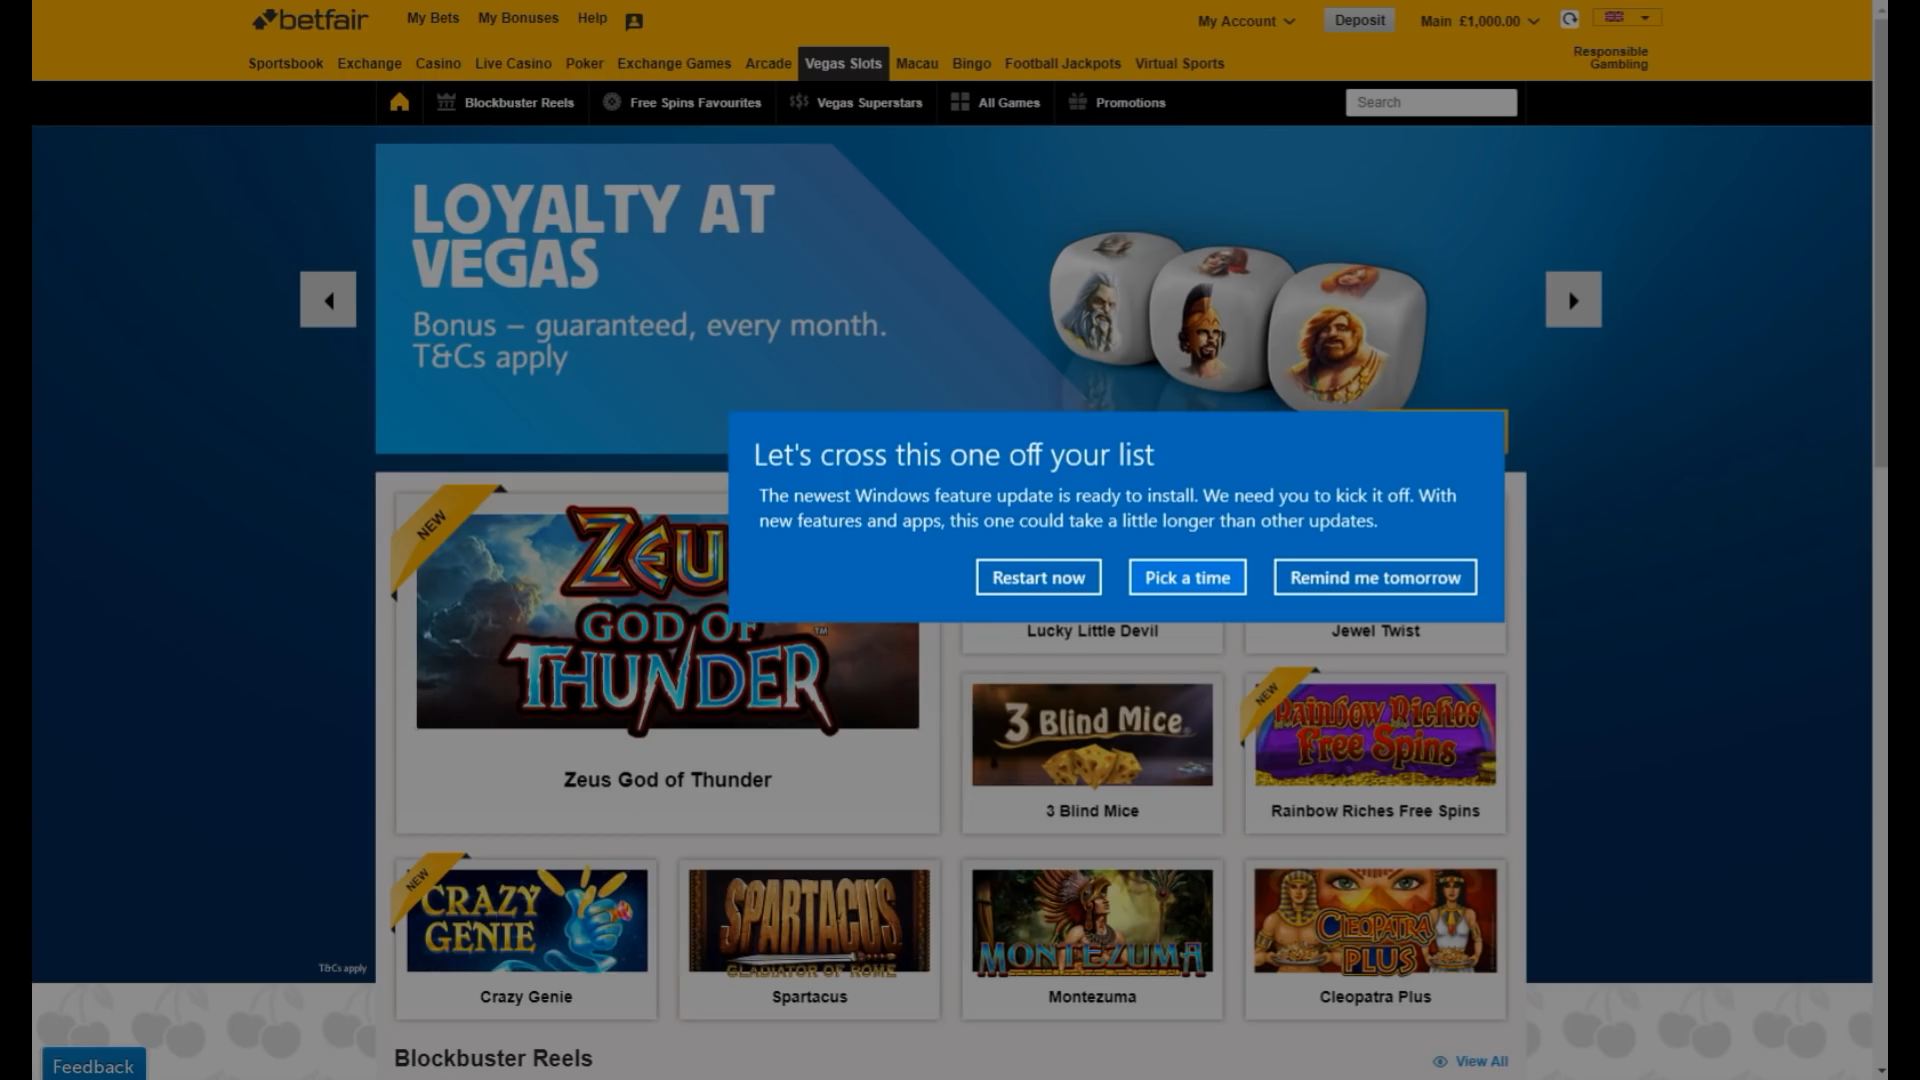 betfair
My Bets
My Bonuses
Help
My Account
Deposit
Main £1,000.00
Sportsbook
Exchange
Casino
Live Casino
Poker
Exchange Games
Arcade
Vegas Slots
Macau
Bingo
Football Jackpots
Virtual Sports
Responsible
Gambling
Blockbuster Reels
Free Spins Favourites
Vegas Superstars
All Games
Promotions
Search
LOYALTY AT
VEGAS
Bonus – guaranteed, every month.
T&Cs apply
Let's cross this one off your list
The newest Windows feature update is ready to install. We need you to kick it off. With
new features and apps, this one could take a little longer than other updates.
Restart now
Pick a time
Remind me tomorrow
NEW
ZEU
GOD OF
THUNDER™
Zeus God of Thunder
Lucky Little Devil
Jewel Twist
3 Blind Mice
3 Blind Mice
NEW
Rainbow Riches
Free Spins
Rainbow Riches Free Spins
NEW
CRAZY
GENIE
Crazy Genie
SPARTACUS
GLADIATOR OF ROME
Spartacus
MONTEZUMA
Montezuma
CLEOPATRA
PLUS
Cleopatra Plus
T&Cs apply
Feedback
Blockbuster Reels
View All